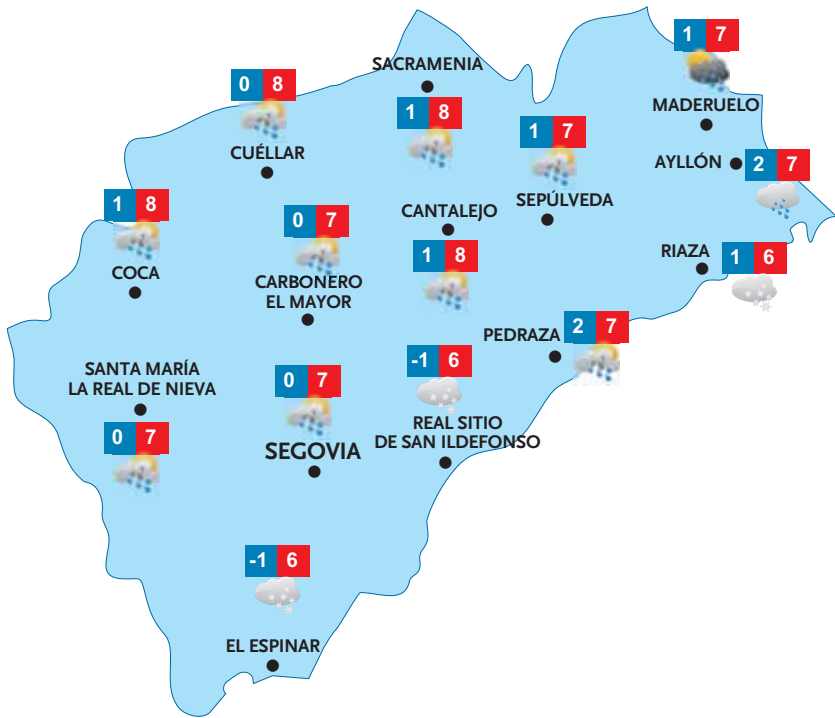 1 7
MADERUELO
SACRAMENIA
1 8
0 8
CUÉLLAR
1 7
SEPÚLVEDA
AYLLÓN
2 7
1 8
COCA
0 7
CARBONERO
EL MAYOR
CANTALEJO
1 8
RIAZA
1 6
PEDRAZA
2 7
SANTA MARÍA
LA REAL DE NIEVA
0 7
0 7
SEGOVIA
-1 6
REAL SITIO
DE SAN ILDEFONSO
-1 6
EL ESPINAR